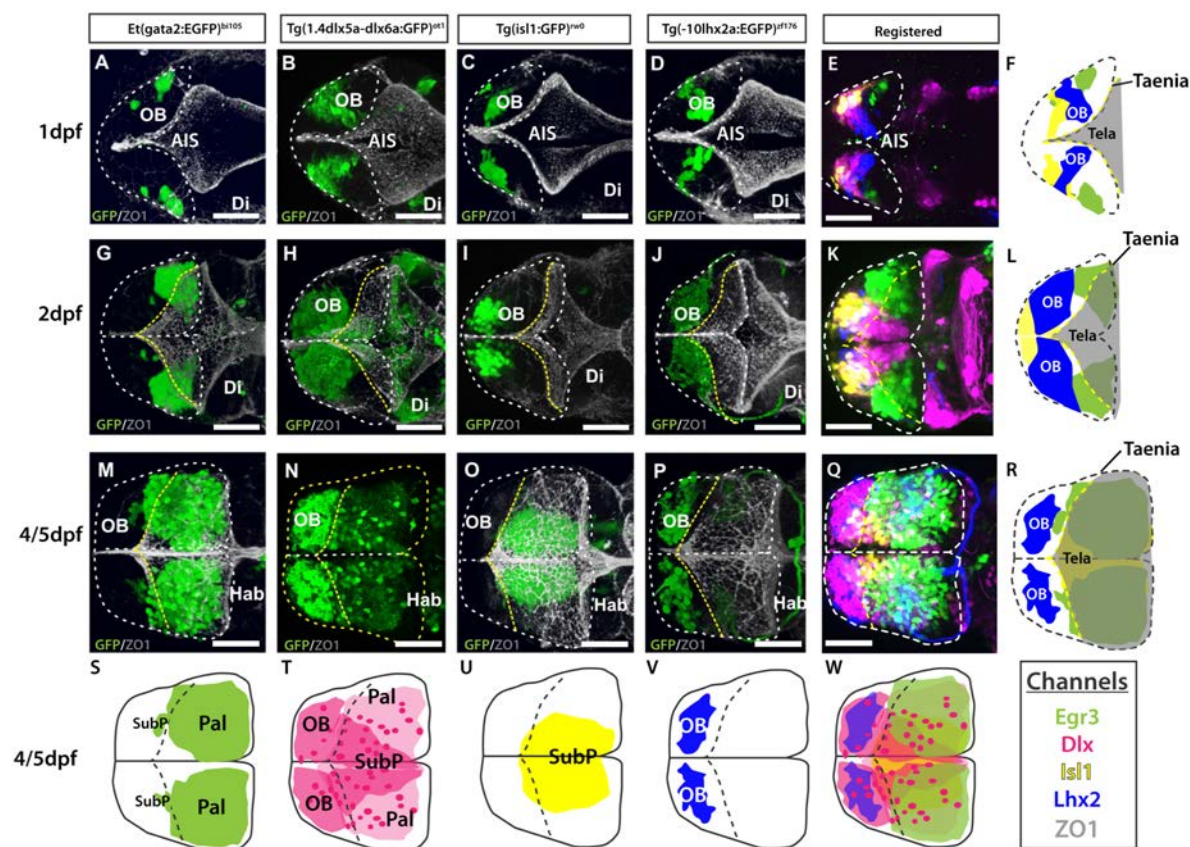 Et(gata2:EGFP)bi105 Tg(1.4dlx5a-dlx6a:GFP)ot1 Tg(isl1:GFP)rw0 Tg(-10lhx2a:EGFP)zf176 Registered
1dpf
A OB AIS Di GFP/ZO1
B OB AIS Di GFP/ZO1
C OB AIS Di GFP/ZO1
D OB AIS Di GFP/ZO1
E AIS
F Taenia OB Tela OB
2dpf
G OB Di GFP/ZO1
H OB Di GFP/ZO1
I OB Di GFP/ZO1
J OB Di GFP/ZO1
K
L Taenia OB Tela OB
4/5dpf
M OB Hab GFP/ZO1
N OB Hab GFP/ZO1
O OB Hab GFP/ZO1
P OB Hab GFP/ZO1
Q
R Taenia OB Tela OB
4/5dpf
S SubP Pal SubP Pal
T Pal OB SubP OB Pal
U SubP
V OB OB
W
Channels
Egr3
Dlx
Isl1
Lhx2
ZO1